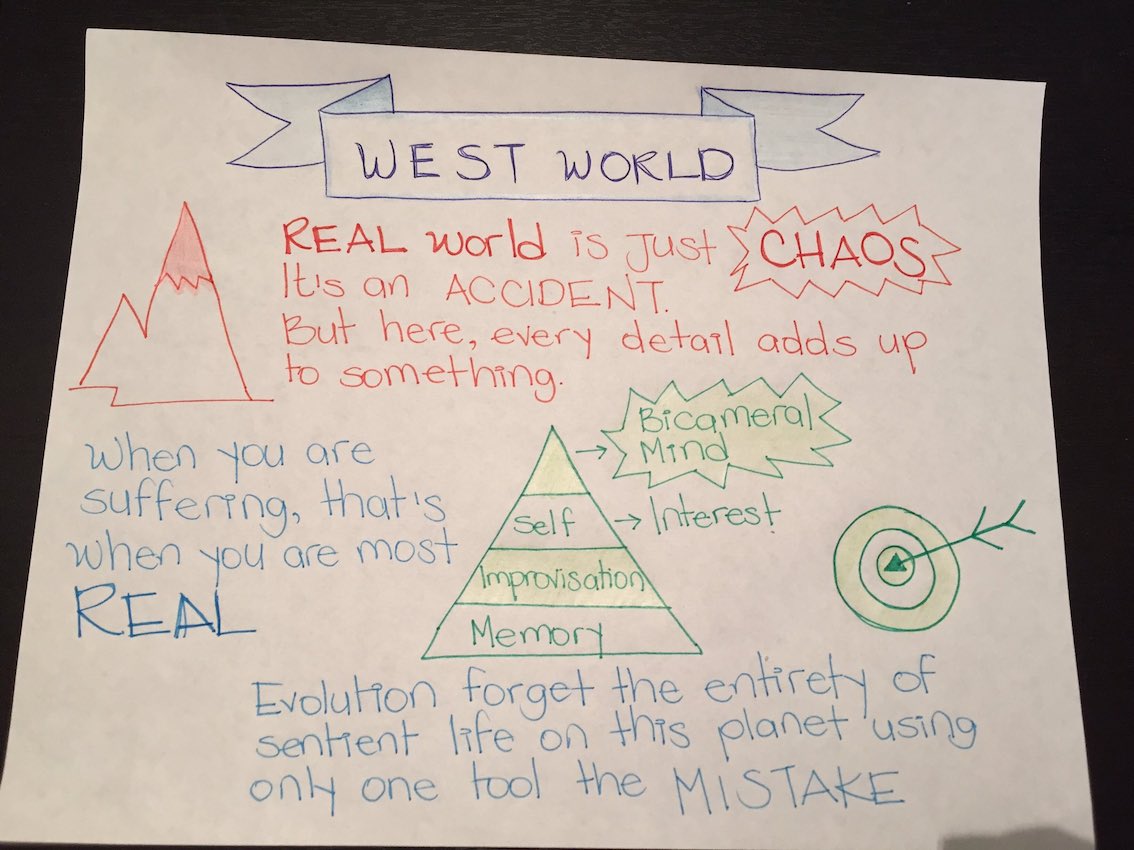 WEST WORLD
REAL world is just CHAOS
It's an ACCIDENT.
But here, every detail adds up
to something.
When you are
suffering, that's
when you are most
REAL
Bicameral
Mind
Self → Interest
Improvisation
Memory
Evolution forget the entirety of
sentient life on this planet using
only one tool the MISTAKE